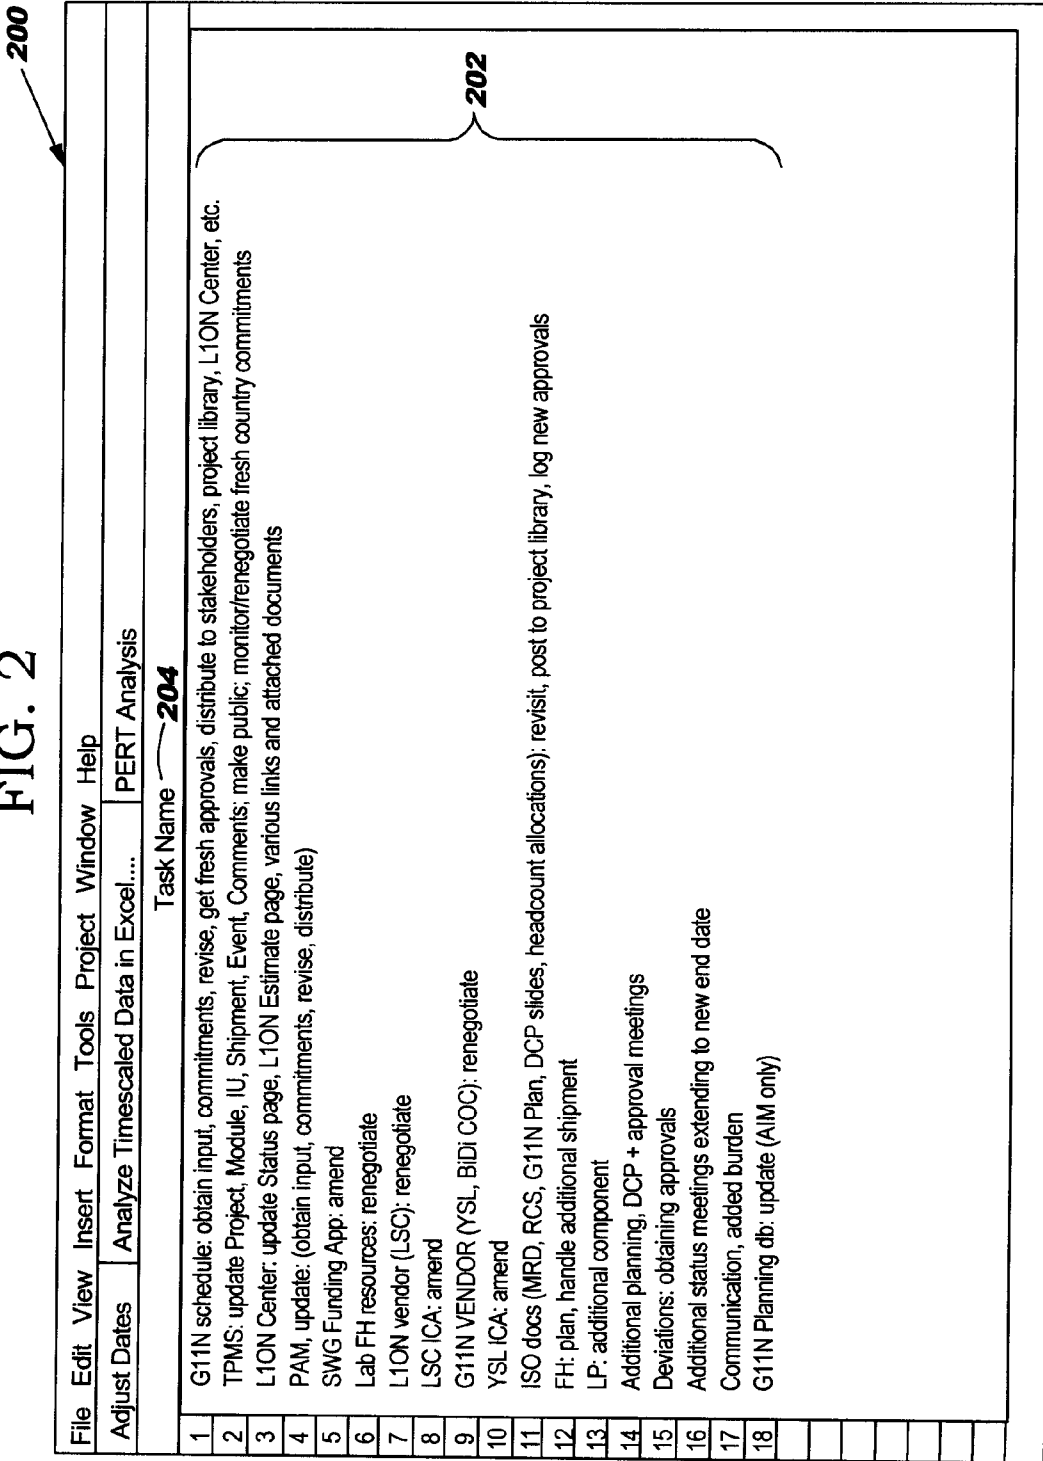 FIG. 2
200
File Edit View Insert Format Tools Project Window Help
Adjust Dates Analyze Timescaled Data in Excel.... PERT Analysis
Task Name 204
1 G11N schedule: obtain input, commitments, revise, get fresh approvals, distribute to stakeholders, project library, L1ON Center, etc.
2 TPMS: update Project, Module, IU, Shipment, Event, Comments; make public; monitor/renegotiate fresh country commitments
3 L1ON Center: update Status page, L1ON Estimate page, various links and attached documents
4 PAM, update: (obtain input, commitments, revise, distribute)
5 SWG Funding App: amend
6 Lab FH resources: renegotiate
7 L1ON vendor (LSC): renegotiate
8 LSC ICA: amend
9 G11N VENDOR (YSL, BiDi COC): renegotiate
10 YSL ICA: amend
11 ISO docs (MRD, RCS, G11N Plan, DCP slides, headcount allocations): revisit, post to project library, log new approvals
12 FH: plan, handle additional shipment
13 LP: additional component
14 Additional planning, DCP + approval meetings
15 Deviations: obtaining approvals
16 Additional status meetings extending to new end date
17 Communication, added burden
18 G11N Planning db: update (AIM only)
202